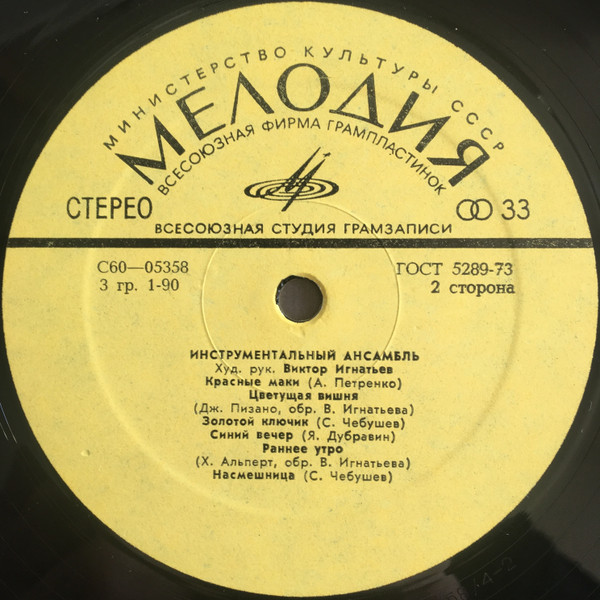 МИНИСТЕРСТВО КУЛЬТУРЫ СССР
МЕЛОДИЯ
ВСЕСОЮЗНАЯ ФИРМА ГРАМПЛАСТИНОК
СТЕРЕО
33
ВСЕСОЮЗНАЯ СТУДИЯ ГРАМЗАПИСИ
С60—05358
ГОСТ 5289-73
3 гр. 1-90
2 сторона
ИНСТРУМЕНТАЛЬНЫЙ АНСАМБЛЬ
Худ. рук. Виктор Игнатьев
Красные маки (А. Петренко)
Цветущая вишня
(Дж. Пизано, обр. В. Игнатьева)
Золотой ключик (С. Чебушев)
Синий вечер (Я. Дубравин)
Раннее утро
(Х. Альперт, обр. В. Игнатьева)
Насмешница (С. Чебушев)